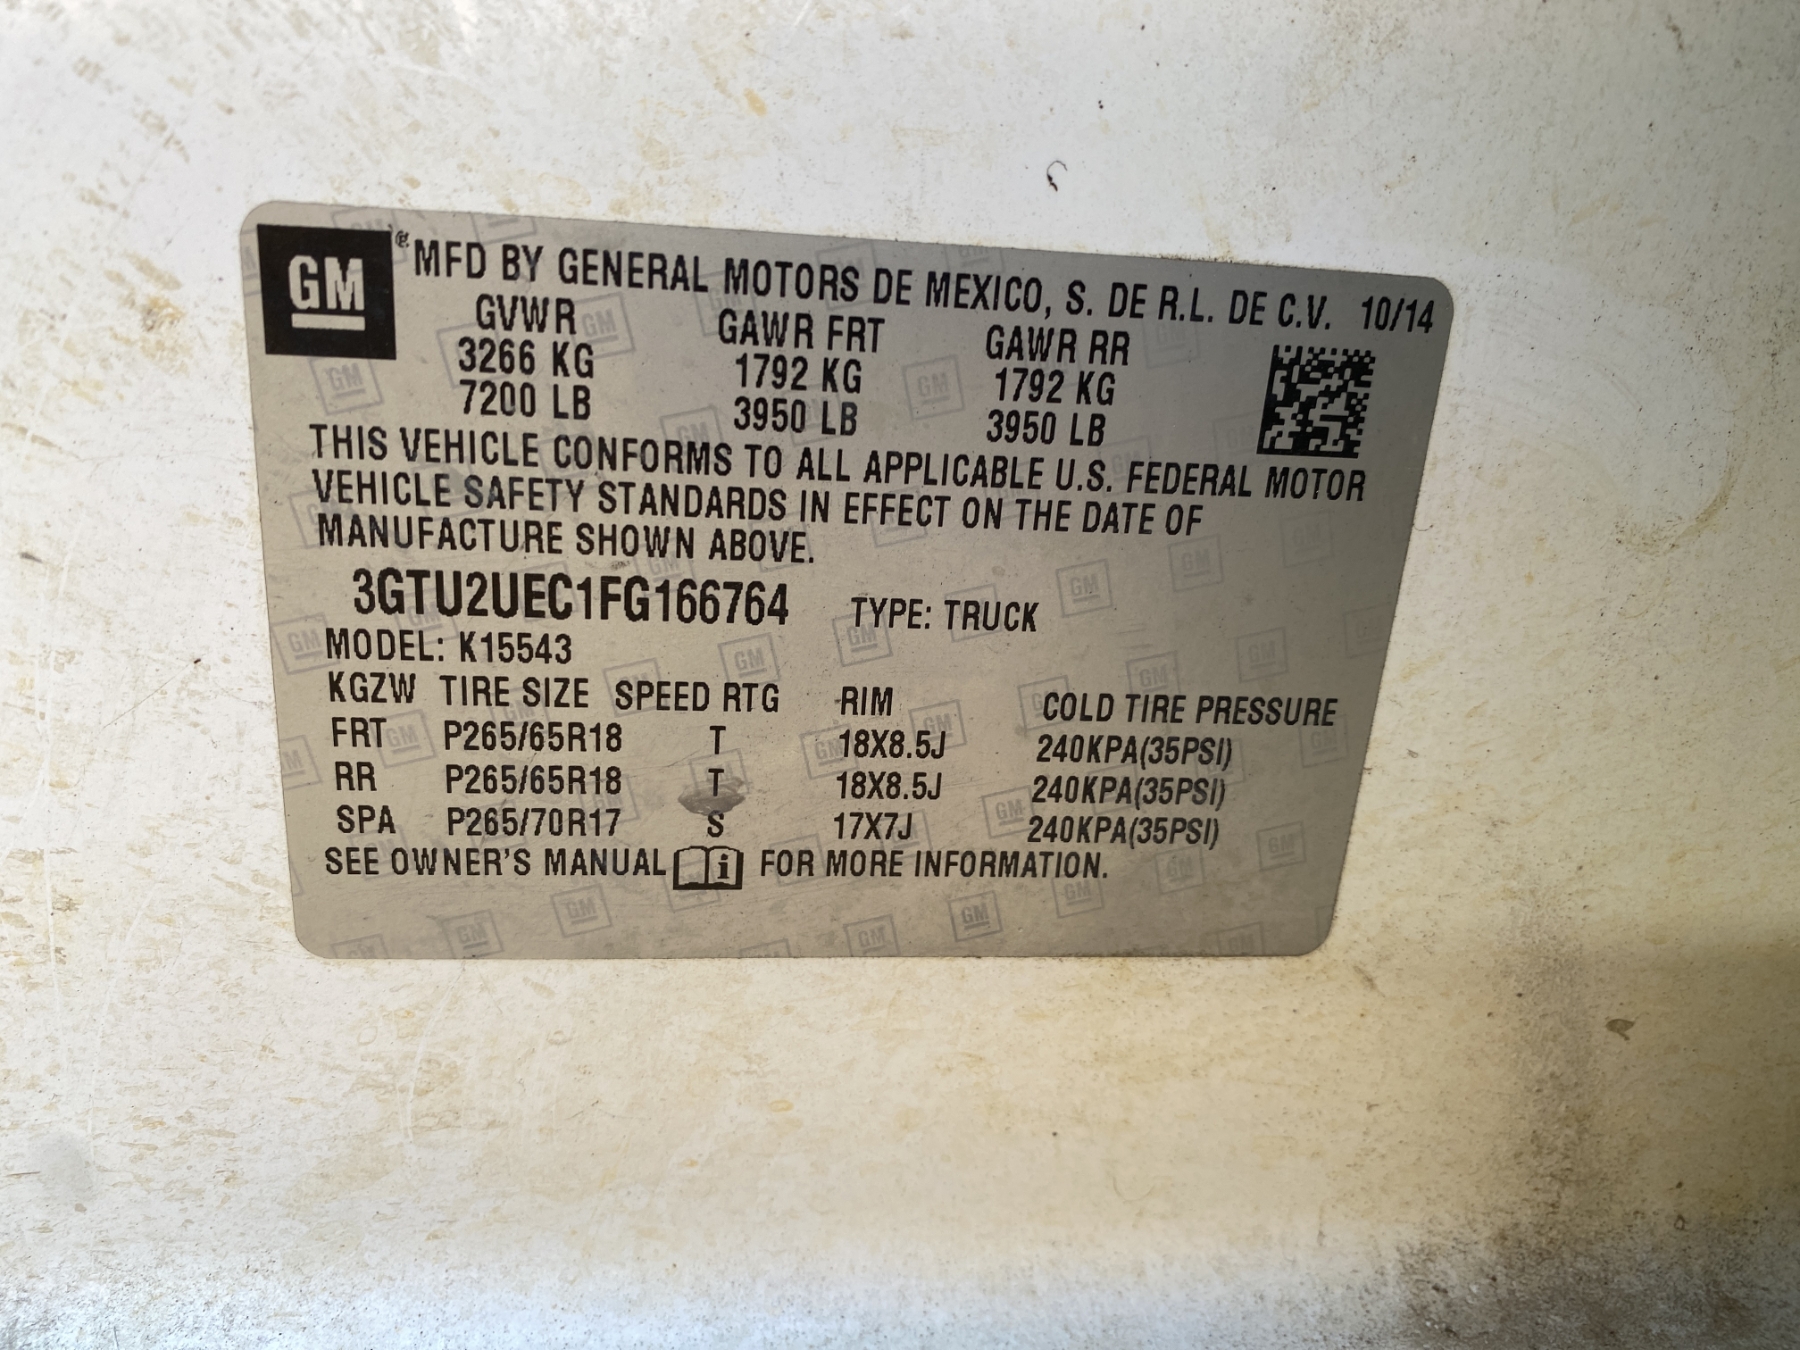 GM ® MFD BY GENERAL MOTORS DE MEXICO, S. DE R.L. DE C.V. 10/14
GVWR GAWR FRT GAWR RR
3266 KG 1792 KG 1792 KG
7200 LB 3950 LB 3950 LB
THIS VEHICLE CONFORMS TO ALL APPLICABLE U.S. FEDERAL MOTOR
VEHICLE SAFETY STANDARDS IN EFFECT ON THE DATE OF
MANUFACTURE SHOWN ABOVE.
3GTU2UEC1FG166764 TYPE: TRUCK
MODEL: K15543
KGZW TIRE SIZE SPEED RTG RIM COLD TIRE PRESSURE
FRT P265/65R18 T 18X8.5J 240KPA(35PSI)
RR P265/65R18 T 18X8.5J 240KPA(35PSI)
SPA P265/70R17 S 17X7J 240KPA(35PSI)
SEE OWNER'S MANUAL i FOR MORE INFORMATION.